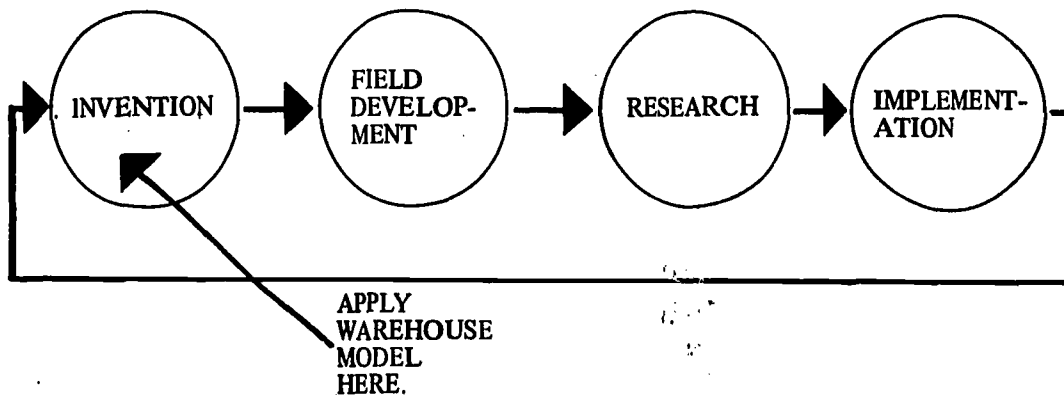 INVENTION
FIELD
DEVELOP-
MENT
RESEARCH
IMPLEMENT-
ATION
APPLY
WAREHOUSE
MODEL
HERE.